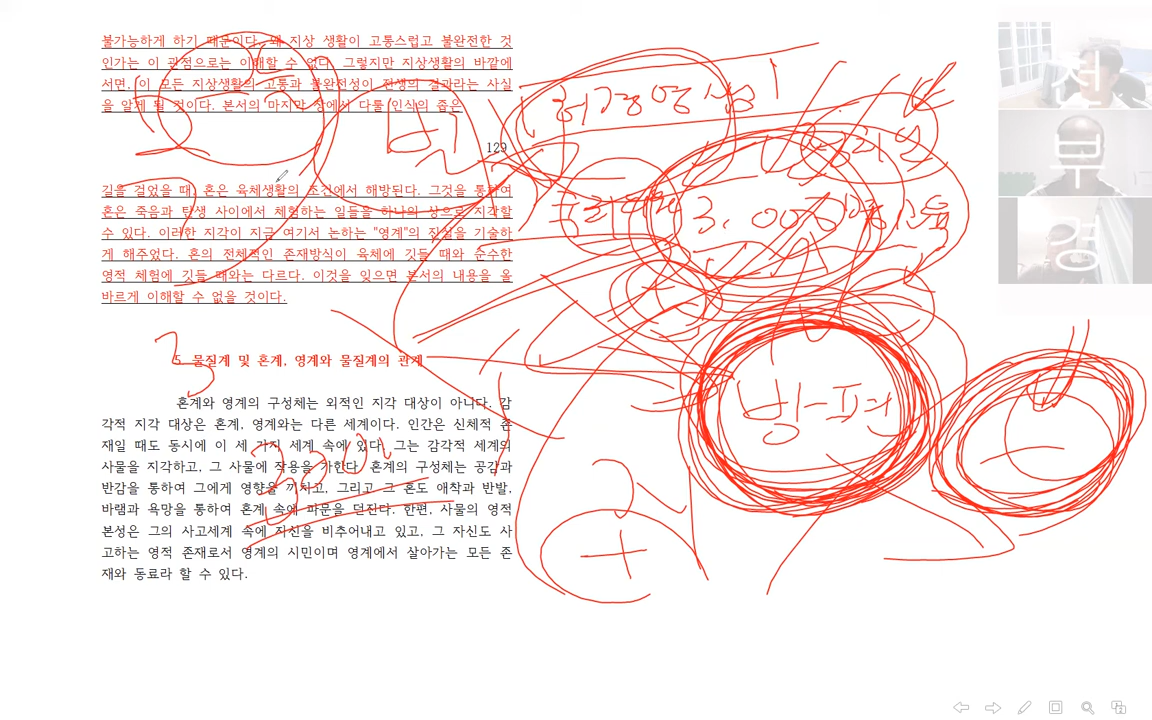 불가능하게 하기 때문이다. 왜 지상 생활이 고통스럽고 불완전한 것
인가는 이 관점으로는 이해할 수 없다. 그렇지만 지상생활의 바깥에
서면, 이 모든 지상생활의 고통과 불완전성이 전생의 결과라는 사실
을 알게 될 것이다. 본서의 마지막 장에서 다룰 인식의 좁은
129
길을 걸었을 때, 혼은 육체생활의 조건에서 해방된다. 그것을 통하여
혼은 죽음과 탄생 사이에서 체험하는 일들을 하나의 상으로 지각할
수 있다. 이러한 지각이 지금 여기서 논하는 "영계"의 진실을 기술하
게 해주었다. 혼의 전체적인 존재방식이 육체에 깃들 때와 순수한
영적 체험에 깃들 때와는 다르다. 이것을 잊으면 본서의 내용을 올
바르게 이해할 수 없을 것이다.
5. 물질계 및 혼계, 영계와 물질계의 관계
혼계와 영계의 구성체는 외적인 지각 대상이 아니다. 감
각적 지각 대상은 혼계, 영계와는 다른 세계이다. 인간은 신체적 존
재일 때도 동시에 이 세 가지 세계 속에 있다. 그는 감각적 세계의
사물을 지각하고, 그 사물에 작용을 가한다. 혼계의 구성체는 공감과
반감을 통하여 그에게 영향을 끼치고, 그리고 그 혼도 애착과 반발,
바램과 욕망을 통하여 혼계 속에 파문을 던진다. 한편, 사물의 영적
본성은 그의 사고세계 속에 자신을 비추어내고 있고, 그 자신도 사
고하는 영적 존재로서 영계의 시민이며 영계에서 살아가는 모든 존
재와 동료라 할 수 있다.
전
부
경